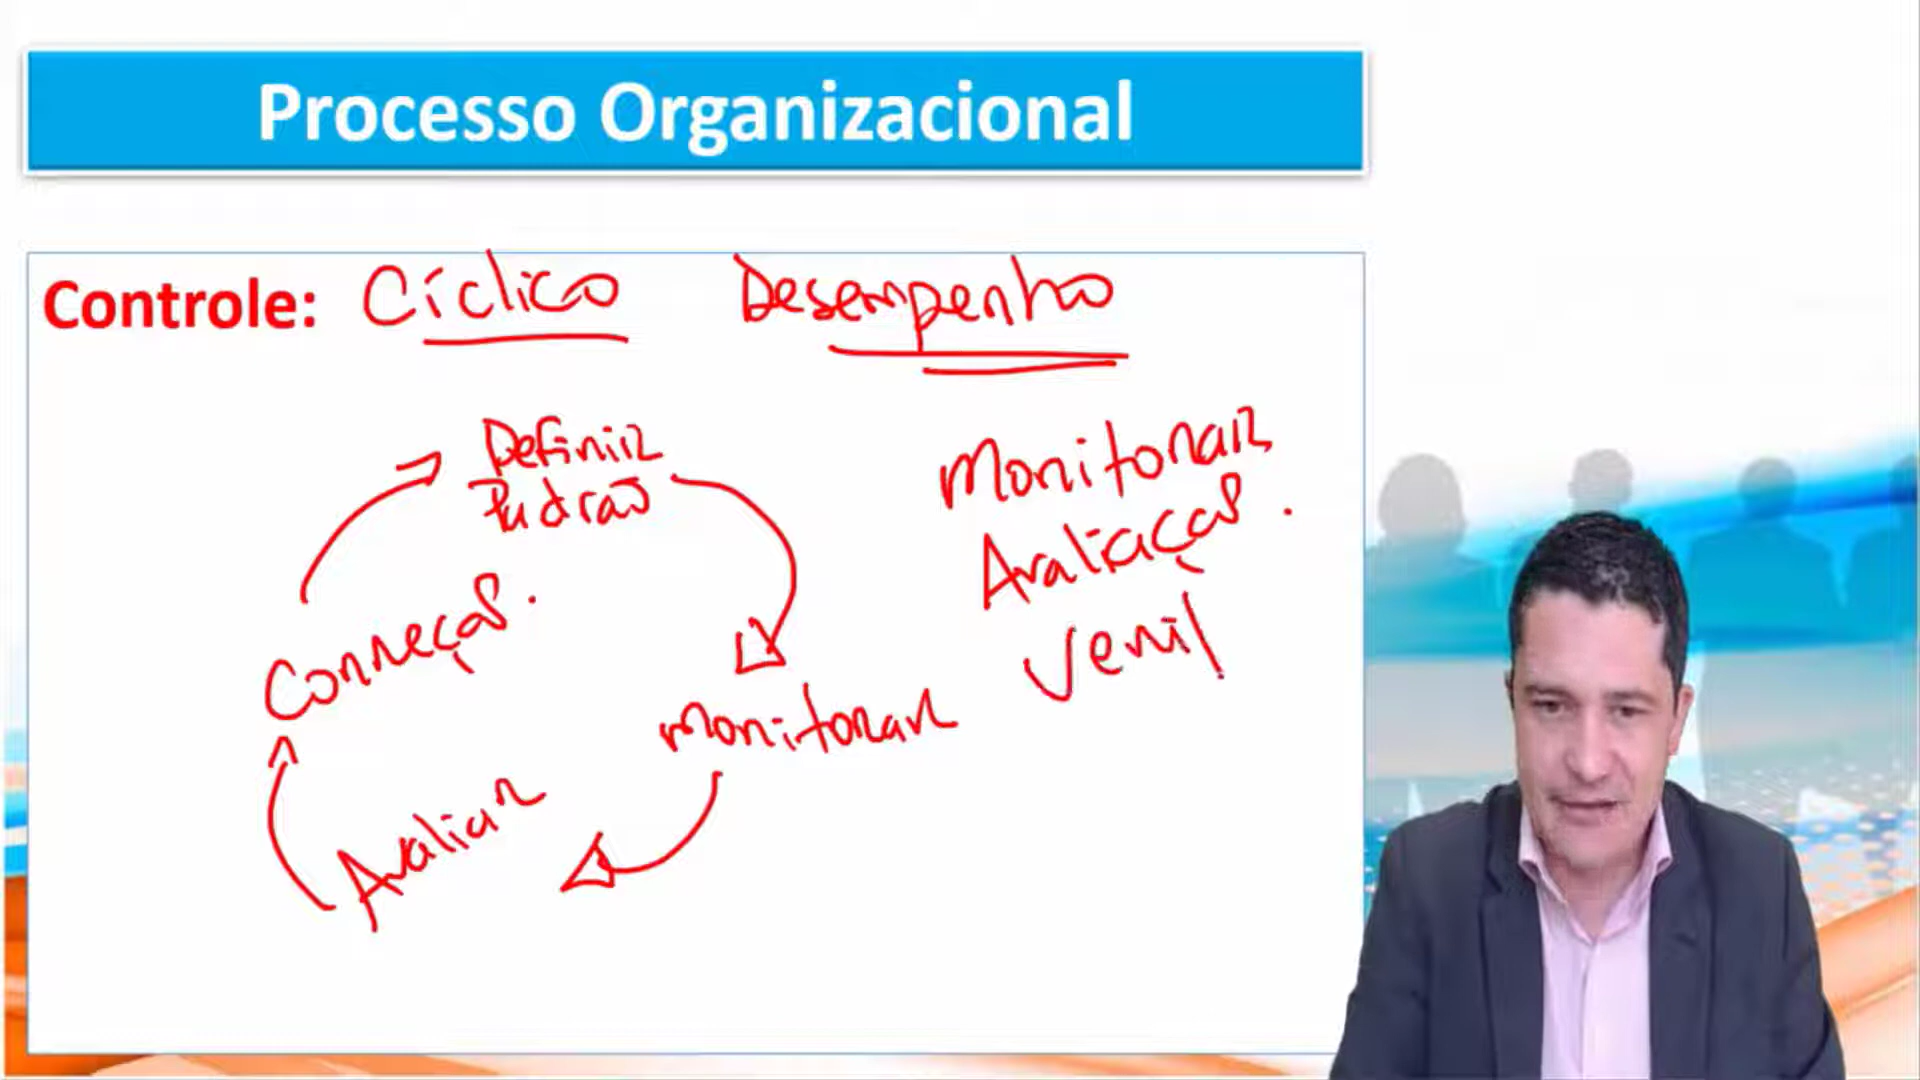 Processo Organizacional
Controle: Cíclico Desempenho
Definir
Padrão
Monitorar
Avaliação.
Correção.
Verif
Monitorar
Avaliar